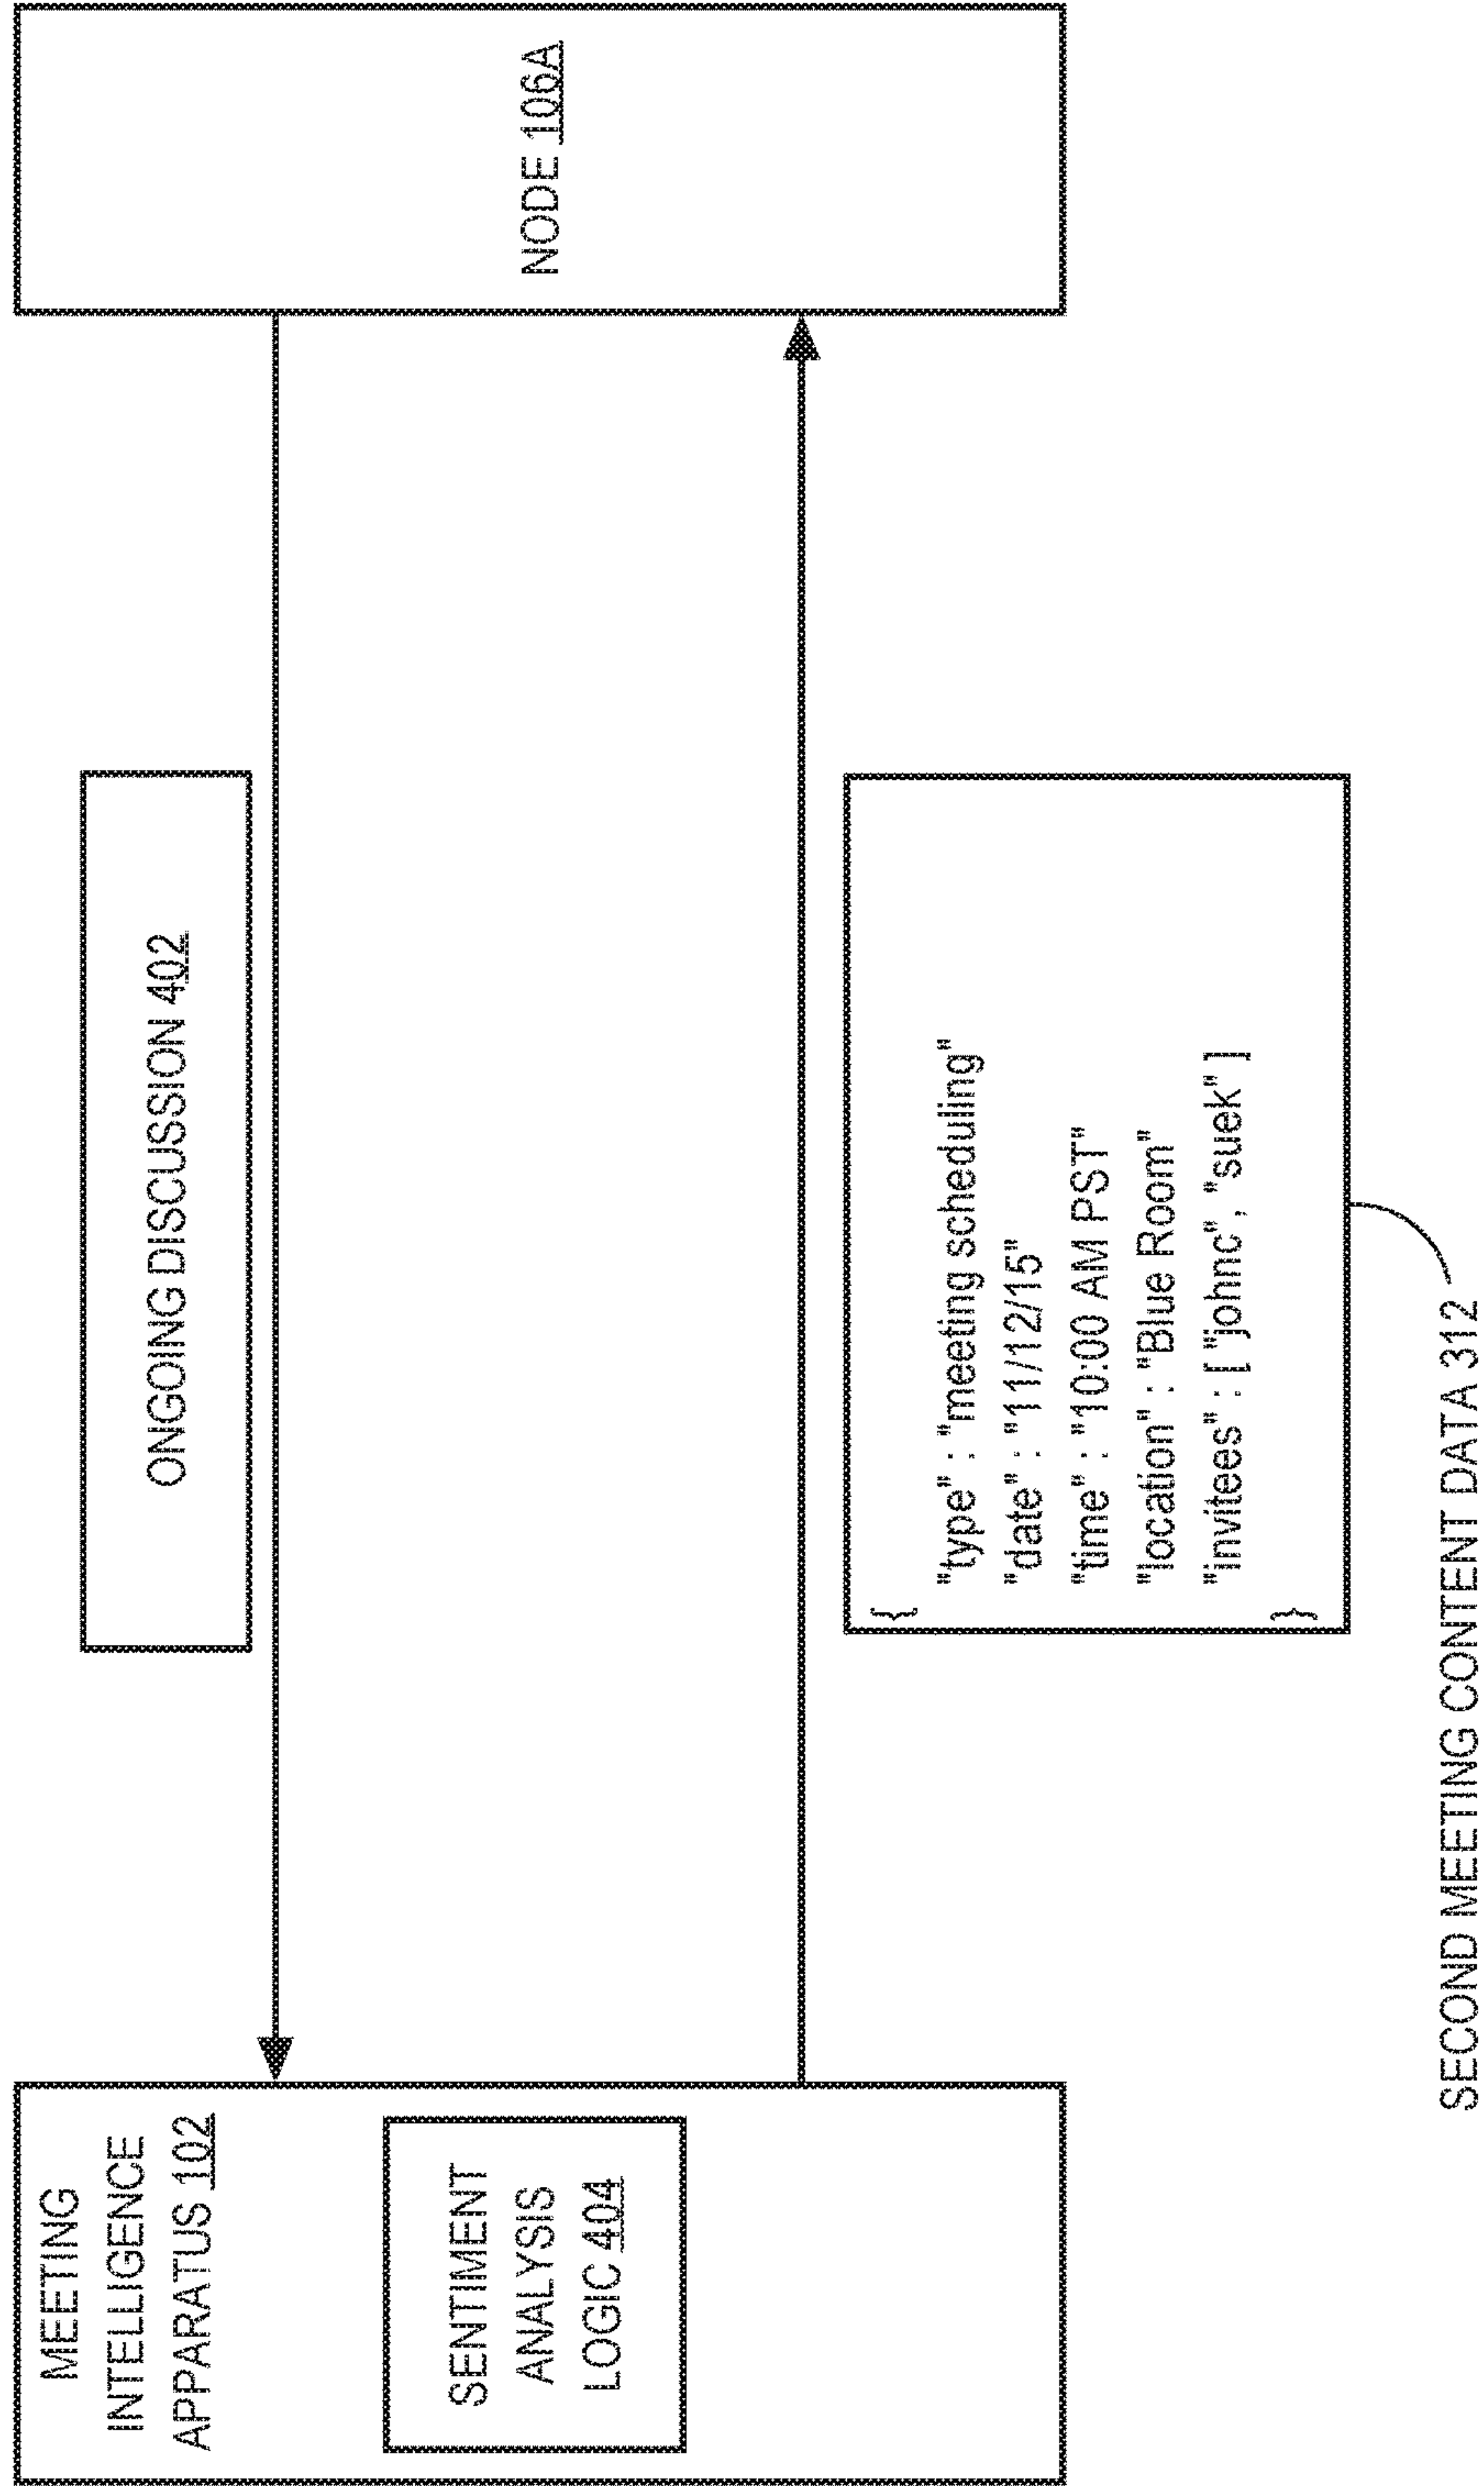 MEETING
INTELLIGENCE
APPARATUS 102
SENTIMENT
ANALYSIS
LOGIC 404
ONGOING DISCUSSION 402
NODE 106A
{
"type" : "meeting scheduling"
"date" : "11/12/15"
"time" : "10:00 AM PST"
"location" : "Blue Room"
"invitees" : [ "johnc", "suek" ]
}
SECOND MEETING CONTENT DATA 312